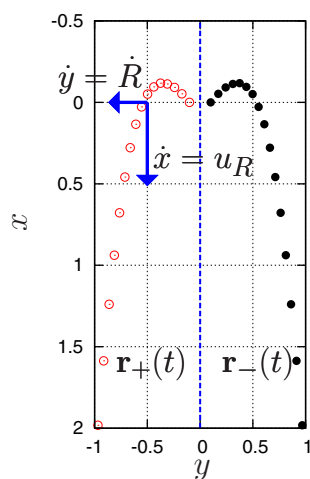 -0.5
ẏ = Ṙ
0
ẋ = u_R
0.5
x
1
1.5
r₊(t) r₋(t)
2
-1 -0.5 0 0.5 1
y